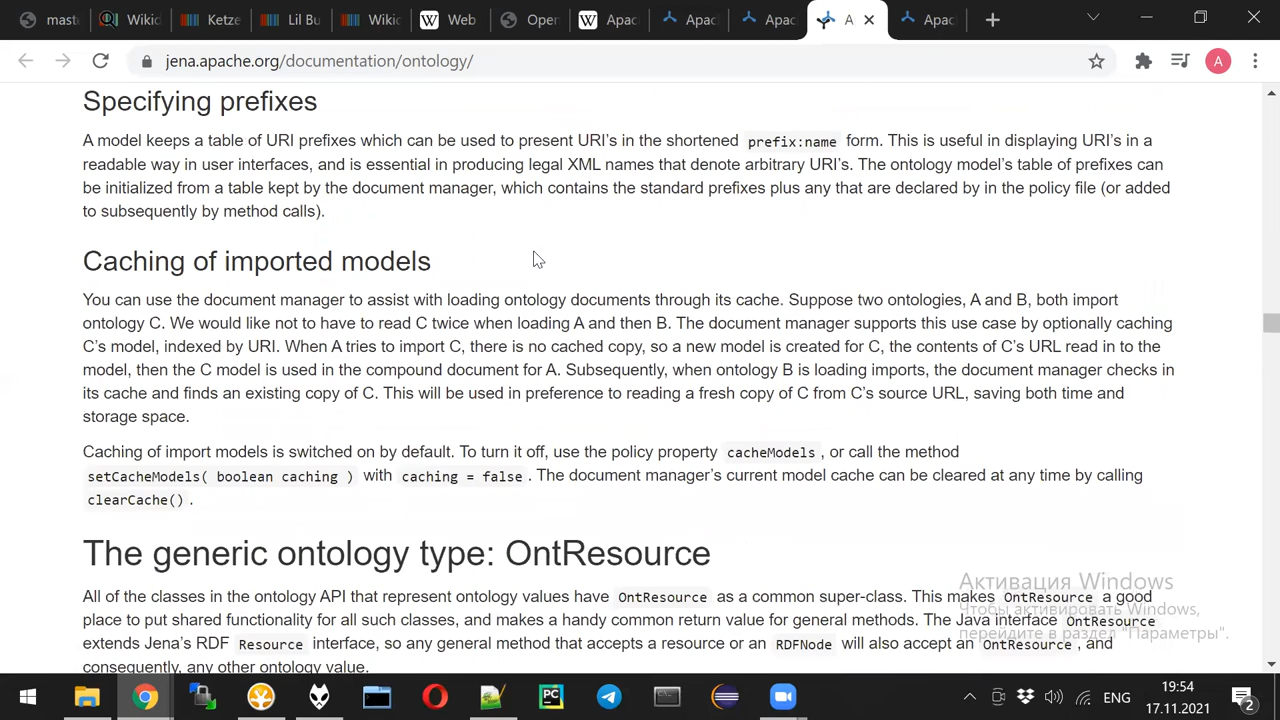 mast
Wikid
Ketze
Lil Bu
Wikic
Web
Open
Apac
Apac
Apac
A
Apac
jena.apache.org/documentation/ontology/
A
Specifying prefixes
A model keeps a table of URI prefixes which can be used to present URI's in the shortened prefix:name form. This is useful in displaying URI's in a
readable way in user interfaces, and is essential in producing legal XML names that denote arbitrary URI's. The ontology model's table of prefixes can
be initialized from a table kept by the document manager, which contains the standard prefixes plus any that are declared by in the policy file (or added
to subsequently by method calls).
Caching of imported models
You can use the document manager to assist with loading ontology documents through its cache. Suppose two ontologies, A and B, both import
ontology C. We would like not to have to read C twice when loading A and then B. The document manager supports this use case by optionally caching
C's model, indexed by URI. When A tries to import C, there is no cached copy, so a new model is created for C, the contents of C's URL read in to the
model, then the C model is used in the compound document for A. Subsequently, when ontology B is loading imports, the document manager checks in
its cache and finds an existing copy of C. This will be used in preference to reading a fresh copy of C from C's source URL, saving both time and
storage space.
Caching of import models is switched on by default. To turn it off, use the policy property cacheModels , or call the method
setCacheModels( boolean caching ) with caching = false . The document manager's current model cache can be cleared at any time by calling
clearCache() .
The generic ontology type: OntResource
All of the classes in the ontology API that represent ontology values have OntResource as a common super-class. This makes OntResource a good
place to put shared functionality for all such classes, and makes a handy common return value for general methods. The Java interface OntResource
extends Jena's RDF Resource interface, so any general method that accepts a resource or an RDFNode will also accept an OntResource , and
consequently, any other ontology value.
Активация Windows
Чтобы активировать Windows,
перейдите в раздел "Параметры".
ENG
19:54
17.11.2021
2